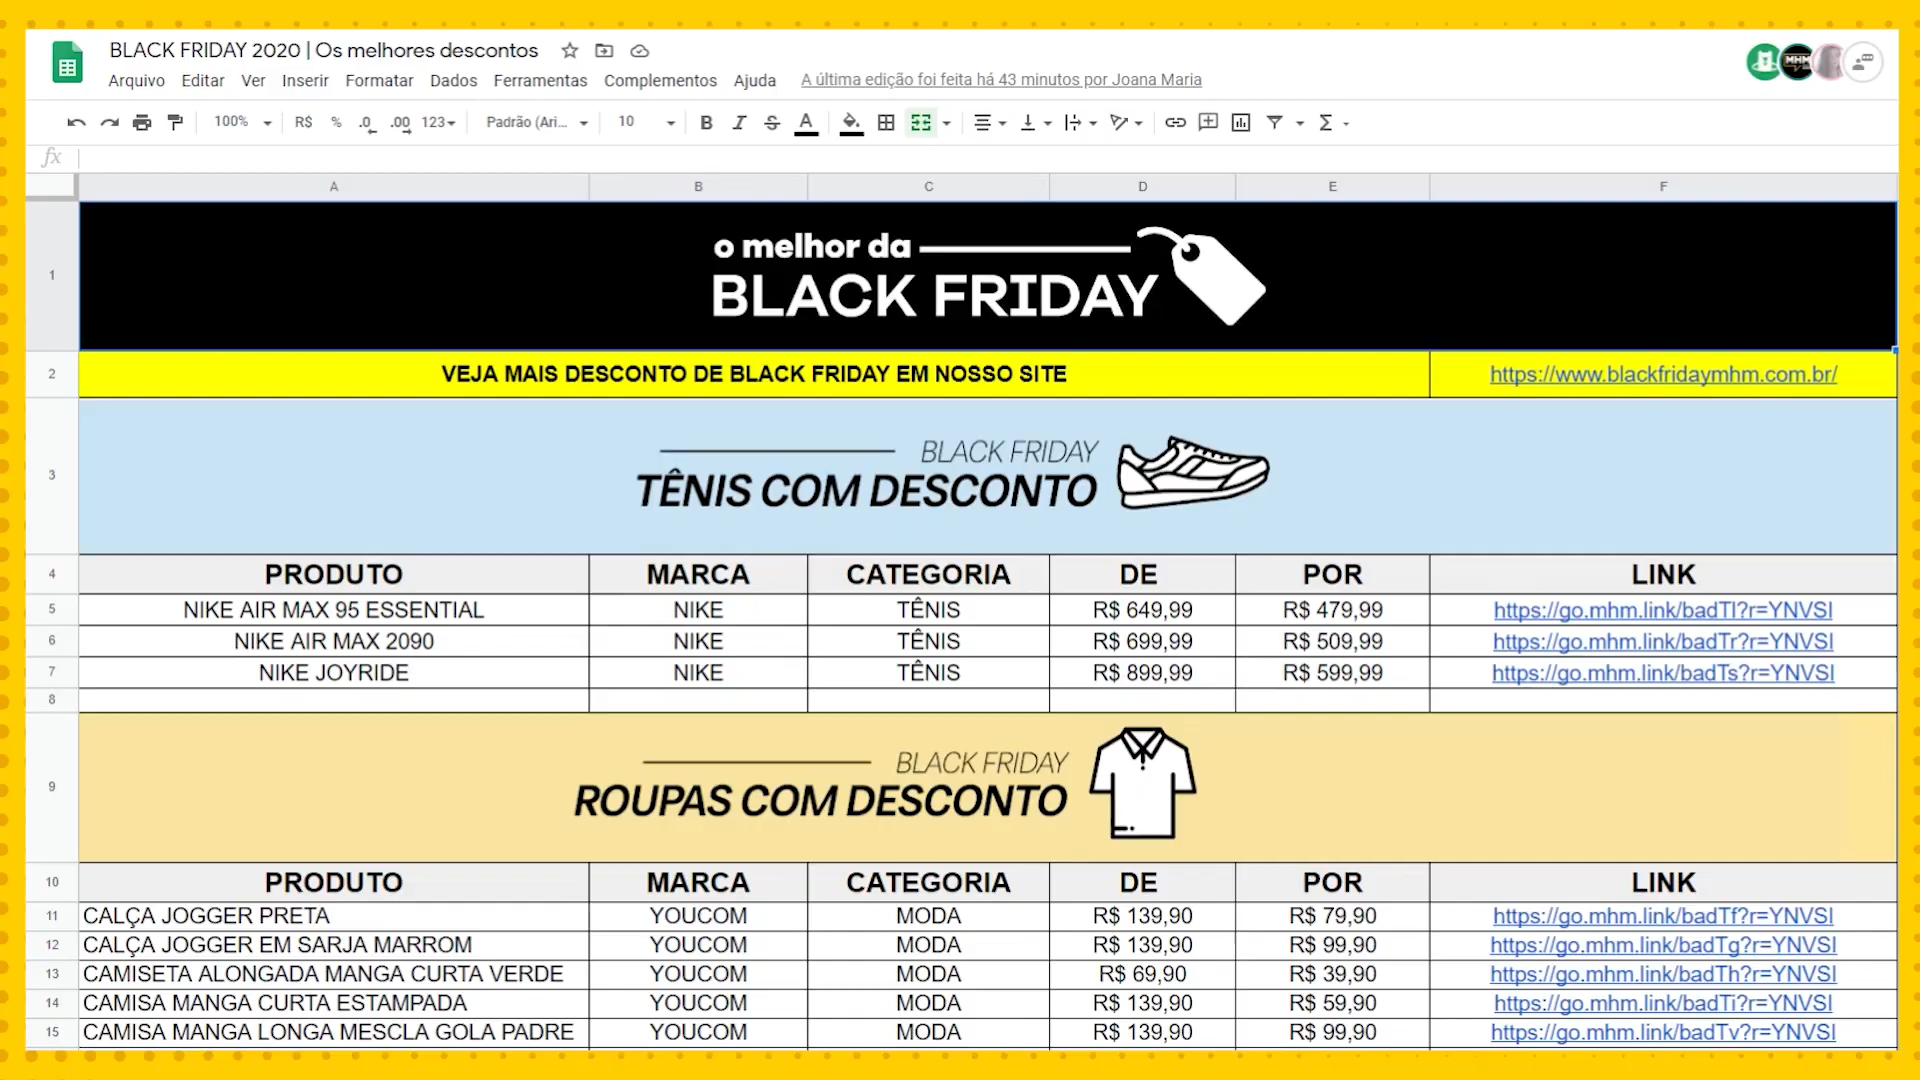 BLACK FRIDAY 2020 | Os melhores descontos
Arquivo Editar Ver Inserir Formatar Dados Ferramentas Complementos Ajuda A última edição foi feita há 43 minutos por Joana Maria
MHM
100% R$ % .0 .00 123 Padrão (Ari... 10 B I S A Σ
fx
A B C D E F
1
o melhor da
BLACK FRIDAY
2 VEJA MAIS DESCONTO DE BLACK FRIDAY EM NOSSO SITE https://www.blackfridaymhm.com.br/
3
BLACK FRIDAY
TÊNIS COM DESCONTO
4 PRODUTO MARCA CATEGORIA DE POR LINK
5 NIKE AIR MAX 95 ESSENTIAL NIKE TÊNIS R$ 649,99 R$ 479,99 https://go.mhm.link/badTl?r=YNVSI
6 NIKE AIR MAX 2090 NIKE TÊNIS R$ 699,99 R$ 509,99 https://go.mhm.link/badTr?r=YNVSI
7 NIKE JOYRIDE NIKE TÊNIS R$ 899,99 R$ 599,99 https://go.mhm.link/badTs?r=YNVSI
8
9
BLACK FRIDAY
ROUPAS COM DESCONTO
10 PRODUTO MARCA CATEGORIA DE POR LINK
11 CALÇA JOGGER PRETA YOUCOM MODA R$ 139,90 R$ 79,90 https://go.mhm.link/badTf?r=YNVSI
12 CALÇA JOGGER EM SARJA MARROM YOUCOM MODA R$ 139,90 R$ 99,90 https://go.mhm.link/badTg?r=YNVSI
13 CAMISETA ALONGADA MANGA CURTA VERDE YOUCOM MODA R$ 69,90 R$ 39,90 https://go.mhm.link/badTh?r=YNVSI
14 CAMISA MANGA CURTA ESTAMPADA YOUCOM MODA R$ 139,90 R$ 59,90 https://go.mhm.link/badTi?r=YNVSI
15 CAMISA MANGA LONGA MESCLA GOLA PADRE YOUCOM MODA R$ 139,90 R$ 99,90 https://go.mhm.link/badTv?r=YNVSI